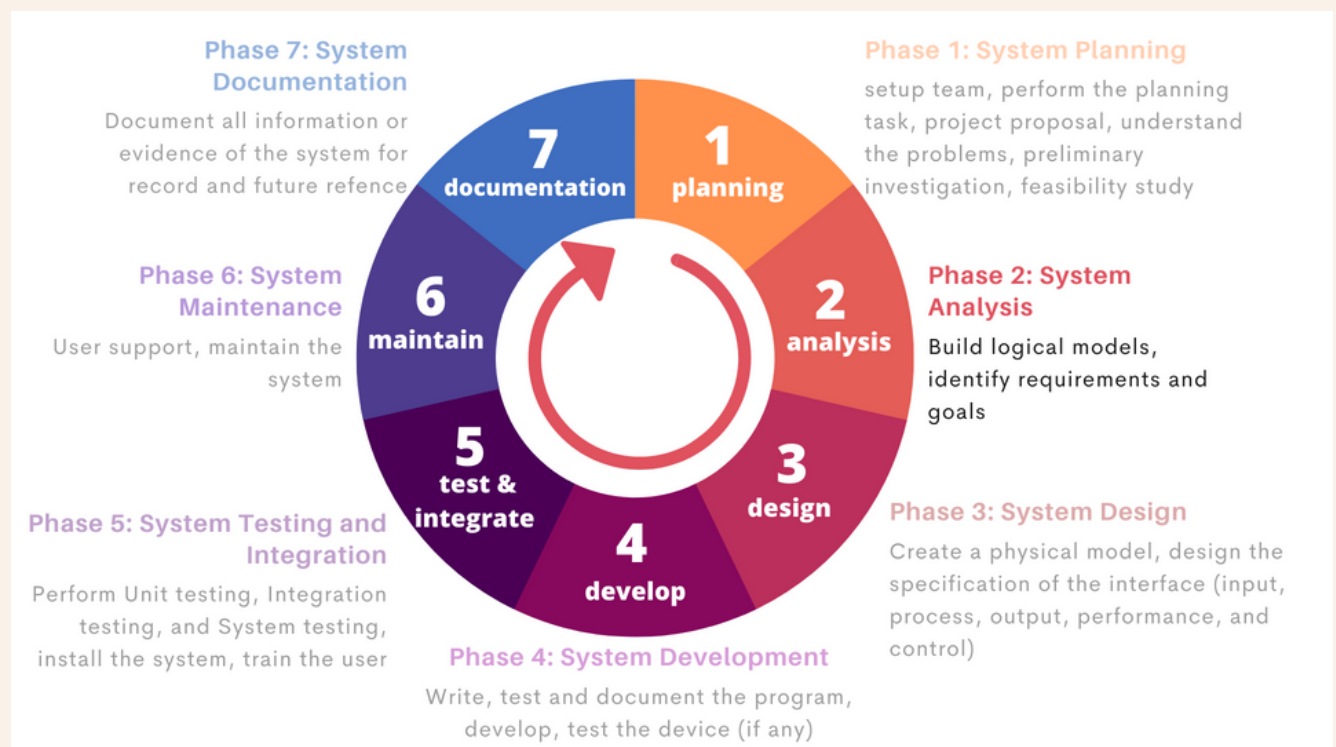 Phase 1: System Planning
setup team, perform the planning
task, project proposal, understand
the problems, preliminary
investigation, feasibility study
Phase 2: System
Analysis
Build logical models,
identify requirements and
goals
Phase 3: System Design
Create a physical model, design the
specification of the interface (input,
process, output, performance, and
control)
Phase 4: System Development
Write, test and document the program,
develop, test the device (if any)
Phase 5: System Testing and
Integration
Perform Unit testing, Integration
testing, and System testing,
install the system, train the user
Phase 6: System
Maintenance
User support, maintain the
system
Phase 7: System
Documentation
Document all information or
evidence of the system for
record and future refence
1
planning
2
analysis
3
design
4
develop
5
test &
integrate
6
maintain
7
documentation